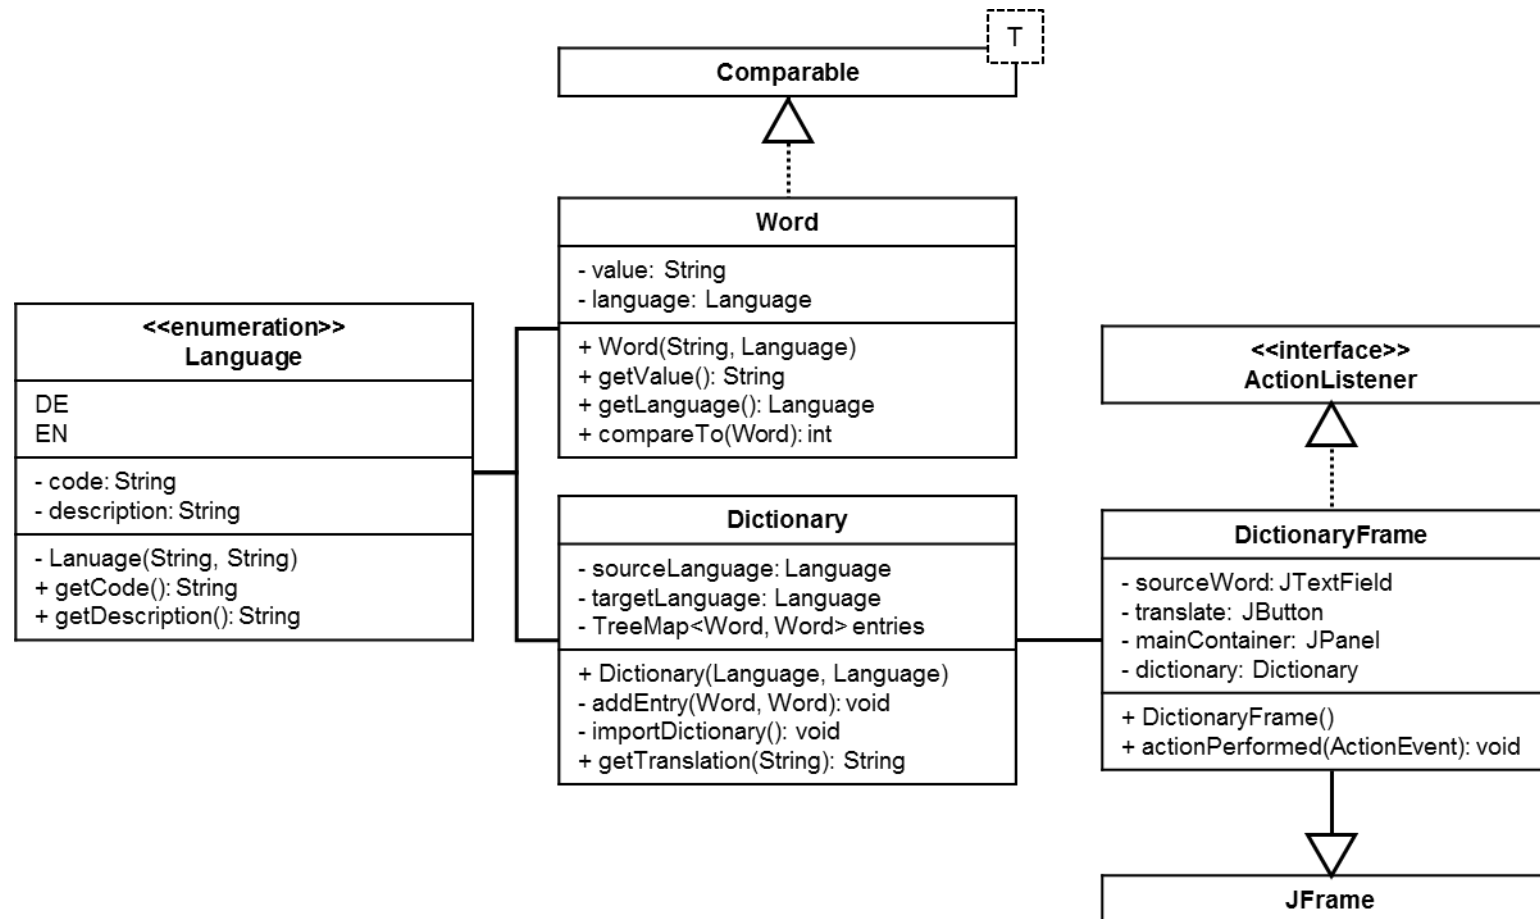 T
Comparable
Word
- value: String
- language: Language
+ Word(String, Language)
+ getValue(): String
+ getLanguage(): Language
+ compareTo(Word): int
<<enumeration>>
Language
DE
EN
- code: String
- description: String
- Lanuage(String, String)
+ getCode(): String
+ getDescription(): String
Dictionary
- sourceLanguage: Language
- targetLanguage: Language
- TreeMap<Word, Word> entries
+ Dictionary(Language, Language)
- addEntry(Word, Word): void
- importDictionary(): void
+ getTranslation(String): String
<<interface>>
ActionListener
DictionaryFrame
- sourceWord: JTextField
- translate: JButton
- mainContainer: JPanel
- dictionary: Dictionary
+ DictionaryFrame()
+ actionPerformed(ActionEvent): void
JFrame